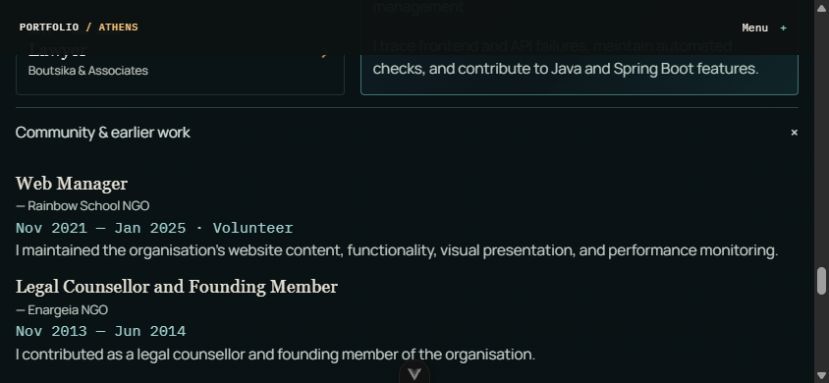 PORTFOLIO / ATHENS
Menu +
management.
Lawyer
Boutsika & Associates
I trace frontend and API failures, maintain automated
checks, and contribute to Java and Spring Boot features.
Community & earlier work
×
Web Manager
— Rainbow School NGO
Nov 2021 — Jan 2025 · Volunteer
I maintained the organisation's website content, functionality, visual presentation, and performance monitoring.
Legal Counsellor and Founding Member
— Enargeia NGO
Nov 2013 — Jun 2014
I contributed as a legal counsellor and founding member of the organisation.